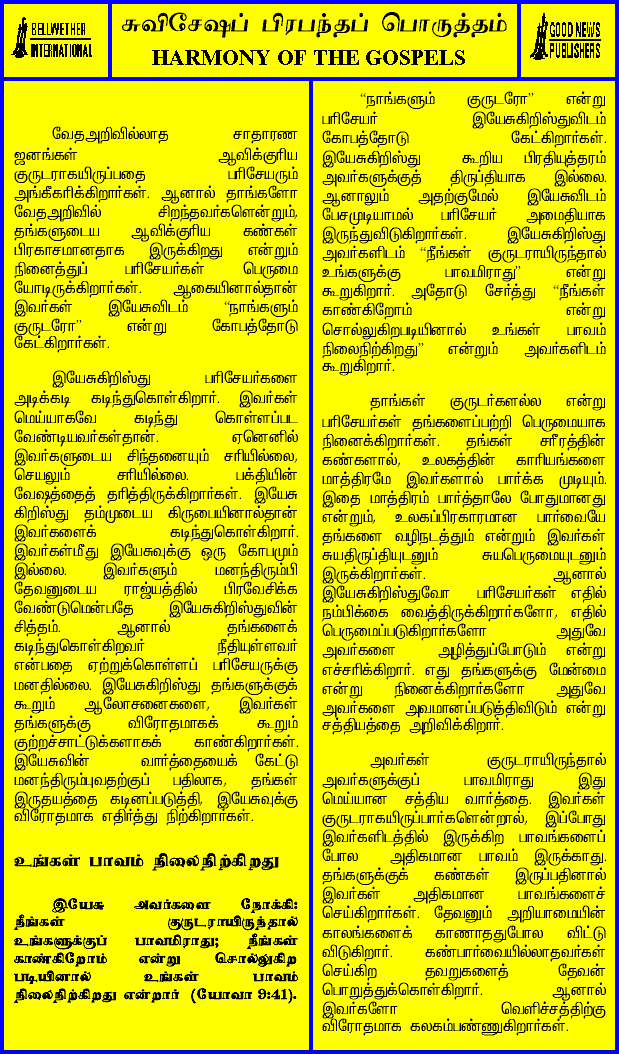 BELLWETHER
INTERNATIONAL
சுவிசேஷப் பிரபந்தப் பொருத்தம்
HARMONY OF THE GOSPELS
GOOD NEWS
PUBLISHERS
வேதஅறிவில்லாத சாதாரண
ஜனங்கள் ஆவிக்குரிய
குருடராகயிருப்பதை பரிசேயரும்
அங்கீகரிக்கிறார்கள். ஆனால் தாங்களோ
வேதஅறிவில் சிறந்தவர்களென்றும்,
தங்களுடைய ஆவிக்குரிய கண்கள்
பிரகாசமானதாக இருக்கிறது என்றும்
நினைத்துப் பரிசேயர்கள் பெருமை
யோடிருக்கிறார்கள். ஆகையினால்தான்
இவர்கள் இயேசுவிடம் “நாங்களும்
குருடரோ” என்று கோபத்தோடு
கேட்கிறார்கள்.
இயேசுகிறிஸ்து பரிசேயர்களை
அடிக்கடி கடிந்துகொள்கிறார். இவர்கள்
மெய்யாகவே கடிந்து கொள்ளப்பட
வேண்டியவர்கள்தான். ஏனெனில்
இவர்களுடைய சிந்தனையும் சரியில்லை,
செயலும் சரியில்லை. பக்தியின்
வேஷத்தைத் தரித்திருக்கிறார்கள். இயேசு
கிறிஸ்து தம்முடைய கிருபையினால்தான்
இவர்களைக் கடிந்துகொள்கிறார்.
இவர்கள்மீது இயேசுவுக்கு ஒரு கோபமும்
இல்லை. இவர்களும் மனந்திரும்பி
தேவனுடைய ராஜ்யத்தில் பிரவேசிக்க
வேண்டுமென்பதே இயேசுகிறிஸ்துவின்
சித்தம். ஆனால் தங்களைக்
கடிந்துகொள்கிறவர் நீதியுள்ளவர்
என்பதை ஏற்றுக்கொள்ளப் பரிசேயருக்கு
மனதில்லை. இயேசுகிறிஸ்து தங்களுக்குக்
கூறும் ஆலோசனைகளை, இவர்கள்
தங்களுக்கு விரோதமாகக் கூறும்
குற்றச்சாட்டுக்களாகக் காண்கிறார்கள்.
இயேசுவின் வார்த்தையைக் கேட்டு
மனந்திரும்புவதற்குப் பதிலாக, தங்கள்
இருதயத்தை கடினப்படுத்தி, இயேசுவுக்கு
விரோதமாக எதிர்த்து நிற்கிறார்கள்.
உங்கள் பாவம் நிலைநிற்கிறது
இயேசு அவர்களை நோக்கி:
நீங்கள் குருடராயிருந்தால்
உங்களுக்குப் பாவமிராது; நீங்கள்
காண்கிறோம் என்று சொல்லுகிற
படியினால் உங்கள் பாவம்
நிலைநிற்கிறது என்றார் (யோவா 9:41).
“நாங்களும் குருடரோ” என்று
பரிசேயர் இயேசுகிறிஸ்துவிடம்
கோபத்தோடு கேட்கிறார்கள்.
இயேசுகிறிஸ்து கூறிய பிரதியுத்தரம்
அவர்களுக்குத் திருப்தியாக இல்லை.
ஆனாலும் அதற்குமேல் இயேசுவிடம்
பேசமுடியாமல் பரிசேயர் அமைதியாக
இருந்துவிடுகிறார்கள். இயேசுகிறிஸ்து
அவர்களிடம் “நீங்கள் குருடராயிருந்தால்
உங்களுக்கு பாவமிராது” என்று
கூறுகிறார். அதோடு சேர்த்து “நீங்கள்
காண்கிறோம் என்று
சொல்லுகிறபடியினால் உங்கள் பாவம்
நிலைநிற்கிறது” என்றும் அவர்களிடம்
கூறுகிறார்.
தாங்கள் குருடர்களல்ல என்று
பரிசேயர்கள் தங்களைப்பற்றி பெருமையாக
நினைக்கிறார்கள். தங்கள் சரீரத்தின்
கண்களால், உலகத்தின் காரியங்களை
மாத்திரமே இவர்களால் பார்க்க முடியும்.
இதை மாத்திரம் பார்த்தாலே போதுமானது
என்றும், உலகப்பிரகாரமான பார்வையே
தங்களை வழிநடத்தும் என்றும் இவர்கள்
சுயதிருப்தியுடனும் சுயபெருமையுடனும்
இருக்கிறார்கள். ஆனால்
இயேசுகிறிஸ்துவோ பரிசேயர்கள் எதில்
நம்பிக்கை வைத்திருக்கிறார்களோ, எதில்
பெருமைப்படுகிறார்களோ அதுவே
அவர்களை அழித்துப்போடும் என்று
எச்சரிக்கிறார். எது தங்களுக்கு மேன்மை
என்று நினைக்கிறார்களோ அதுவே
அவர்களை அவமானப்படுத்திவிடும் என்று
சத்தியத்தை அறிவிக்கிறார்.
அவர்கள் குருடராயிருந்தால்
அவர்களுக்குப் பாவமிராது இது
மெய்யான சத்திய வார்த்தை. இவர்கள்
குருடராகயிருப்பார்களென்றால், இப்போது
இவர்களிடத்தில் இருக்கிற பாவங்களைப்
போல அதிகமான பாவம் இருக்காது.
தங்களுக்குக் கண்கள் இருப்பதினால்
இவர்கள் அதிகமான பாவங்களைச்
செய்கிறார்கள். தேவனும் அறியாமையின்
காலங்களைக் காணாததுபோல விட்டு
விடுகிறார். கண்பார்வையில்லாதவர்கள்
செய்கிற தவறுகளைத் தேவன்
பொறுத்துக்கொள்கிறார். ஆனால்
இவர்களோ வெளிச்சத்திற்கு
விரோதமாக கலகம்பண்ணுகிறார்கள்.